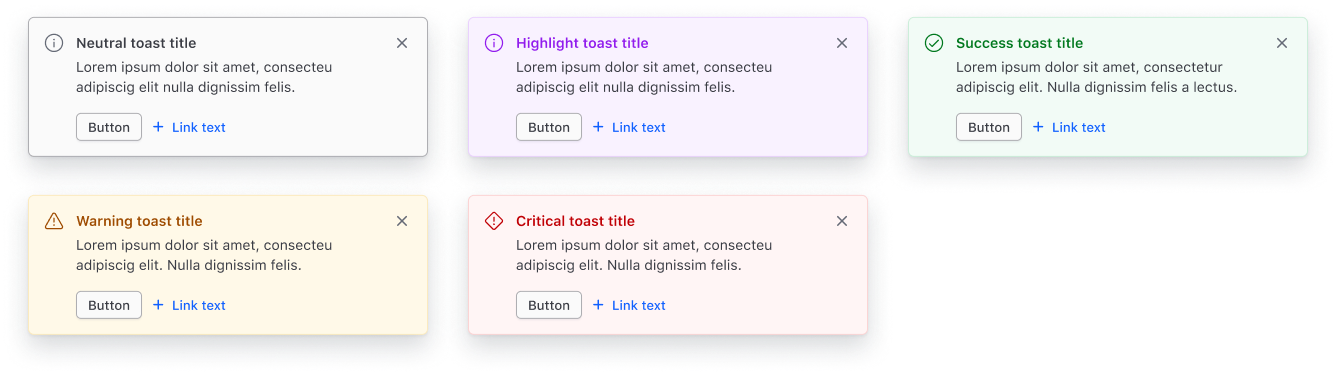 Neutral toast title
Lorem ipsum dolor sit amet, consecteu
adipiscig elit nulla dignissim felis.
Button + Link text
Highlight toast title
Lorem ipsum dolor sit amet, consecteu
adipiscig elit nulla dignissim felis.
Button + Link text
Success toast title
Lorem ipsum dolor sit amet, consectetur
adipiscig elit. Nulla dignissim felis a lectus.
Button + Link text
Warning toast title
Lorem ipsum dolor sit amet, consecteu
adipiscig elit. Nulla dignissim felis.
Button + Link text
Critical toast title
Lorem ipsum dolor sit amet, consecteu
adipiscig elit. Nulla dignissim felis.
Button + Link text